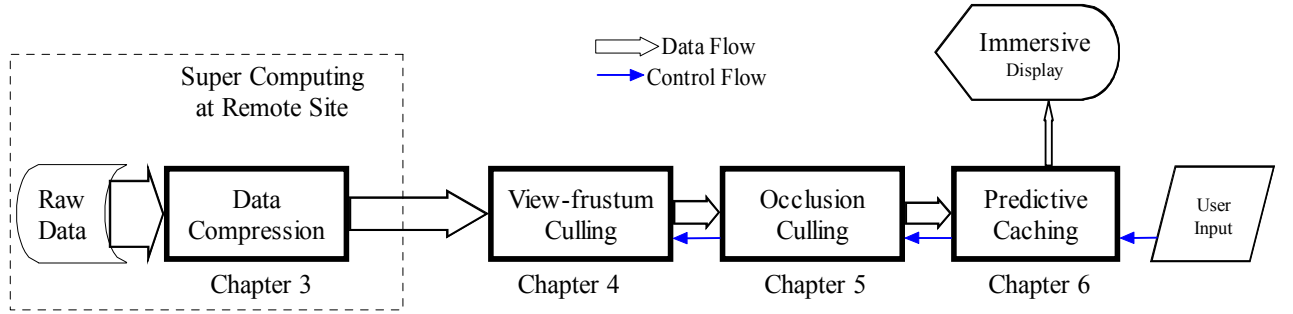 Super Computing
at Remote Site
Data Flow
Control Flow
Immersive
Display
Raw
Data
Data
Compression
View-frustum
Culling
Occlusion
Culling
Predictive
Caching
User
Input
Chapter 3
Chapter 4
Chapter 5
Chapter 6